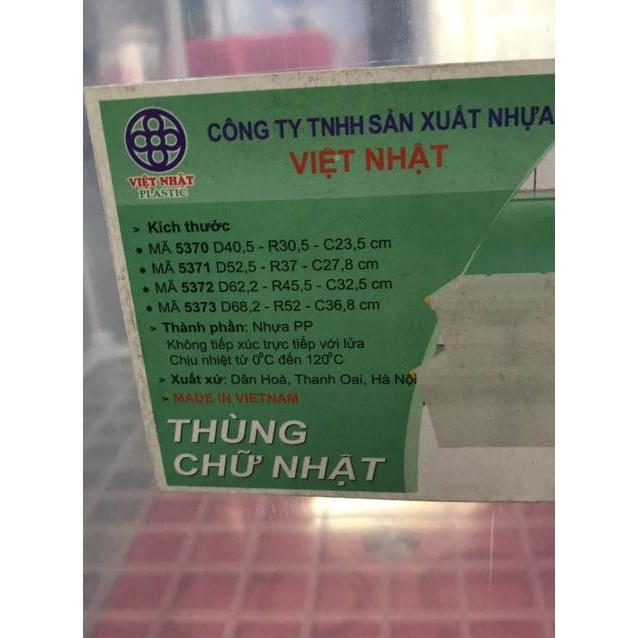 VIỆT NHẬT
PLASTIC
CÔNG TY TNHH SẢN XUẤT NHỰA
VIỆT NHẬT
> Kích thước
• MÃ 5370 D40,5 - R30,5 - C23,5 cm
• MÃ 5371 D52,5 - R37 - C27,8 cm
• MÃ 5372 D62,2 - R45,5 - C32,5 cm
• MÃ 5373 D68,2 - R52 - C36,8 cm
> Thành phần: Nhựa PP
Không tiếp xúc trực tiếp với lửa
Chịu nhiệt từ 0°C đến 120°C
> Xuất xứ: Dân Hoà, Thanh Oai, Hà Nội
> MADE IN VIETNAM
THÙNG
CHỮ NHẬT